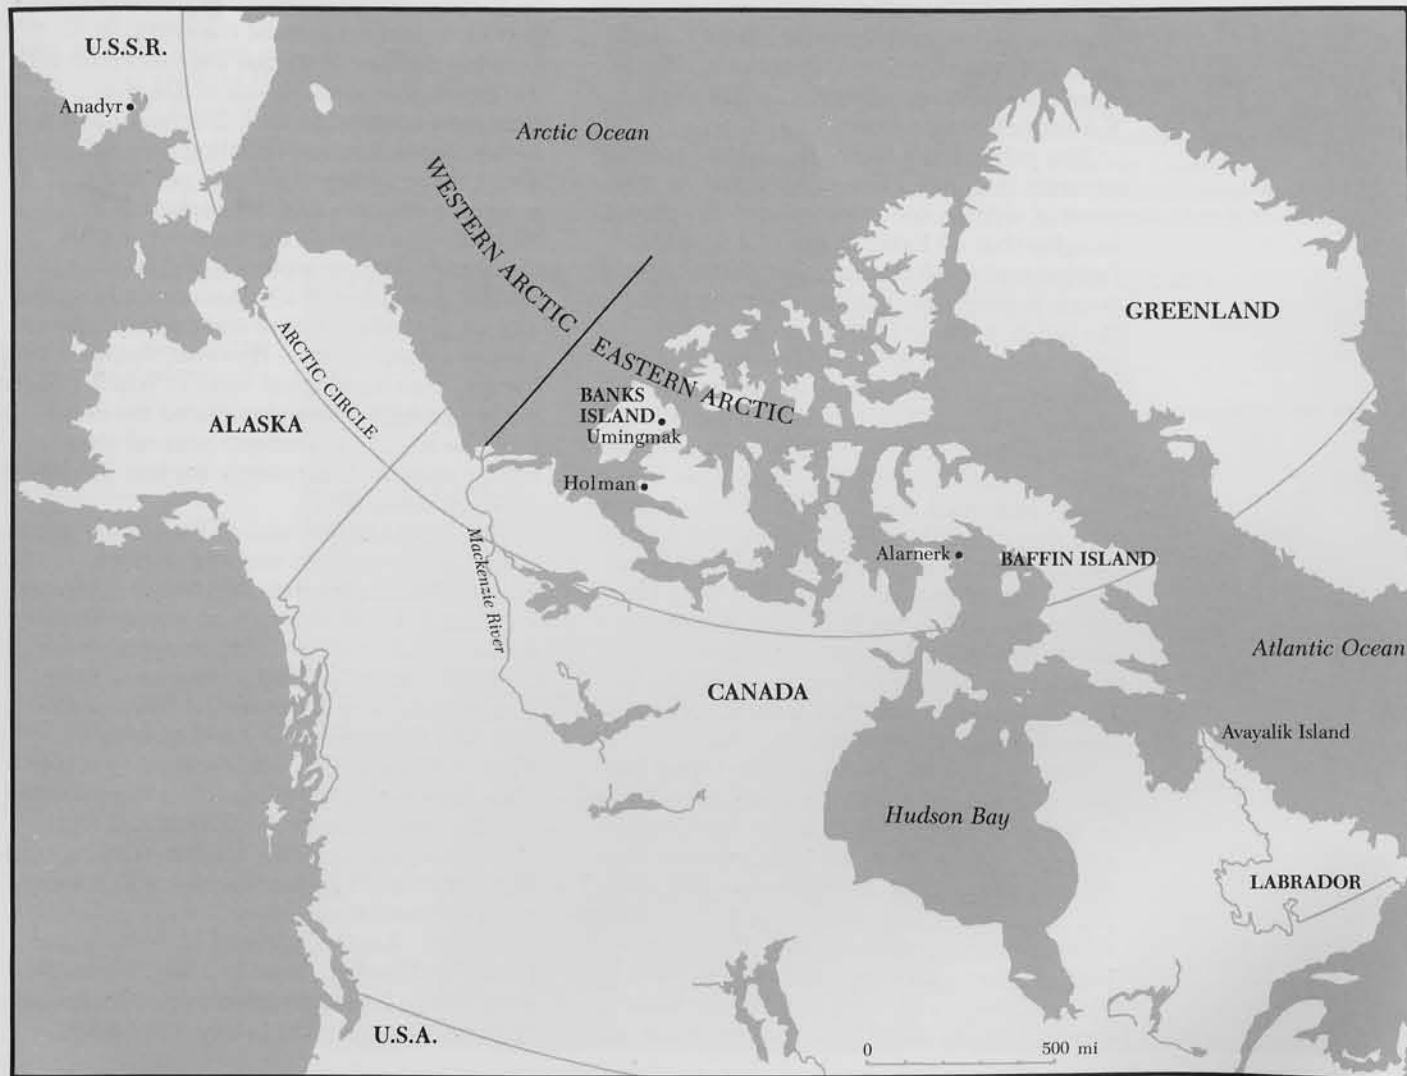 U.S.S.R.
Anadyr
Arctic Ocean
WESTERN ARCTIC
EASTERN ARCTIC
GREENLAND
ARCTIC CIRCLE
ALASKA
BANKS
ISLAND
Umingmak
Holman
Mackenzie River
Alarnerk
BAFFIN ISLAND
Atlantic Ocean
CANADA
Avayalik Island
Hudson Bay
LABRADOR
U.S.A.
0 500 mi